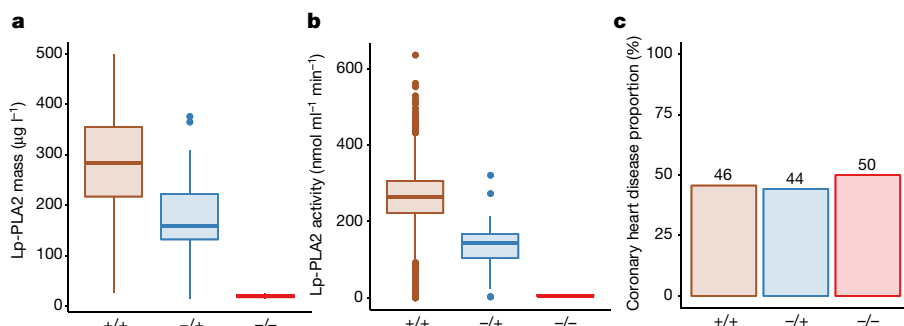 a
Lp-PLA2 mass (µg l⁻¹)
500
400
300
200
100
0
+/+ −/+ −/−
b
Lp-PLA2 activity (nmol ml⁻¹ min⁻¹)
600
400
200
0
+/+ −/+ −/−
c
Coronary heart disease proportion (%)
100
75
50
25
0
46 44 50
+/+ −/+ −/−